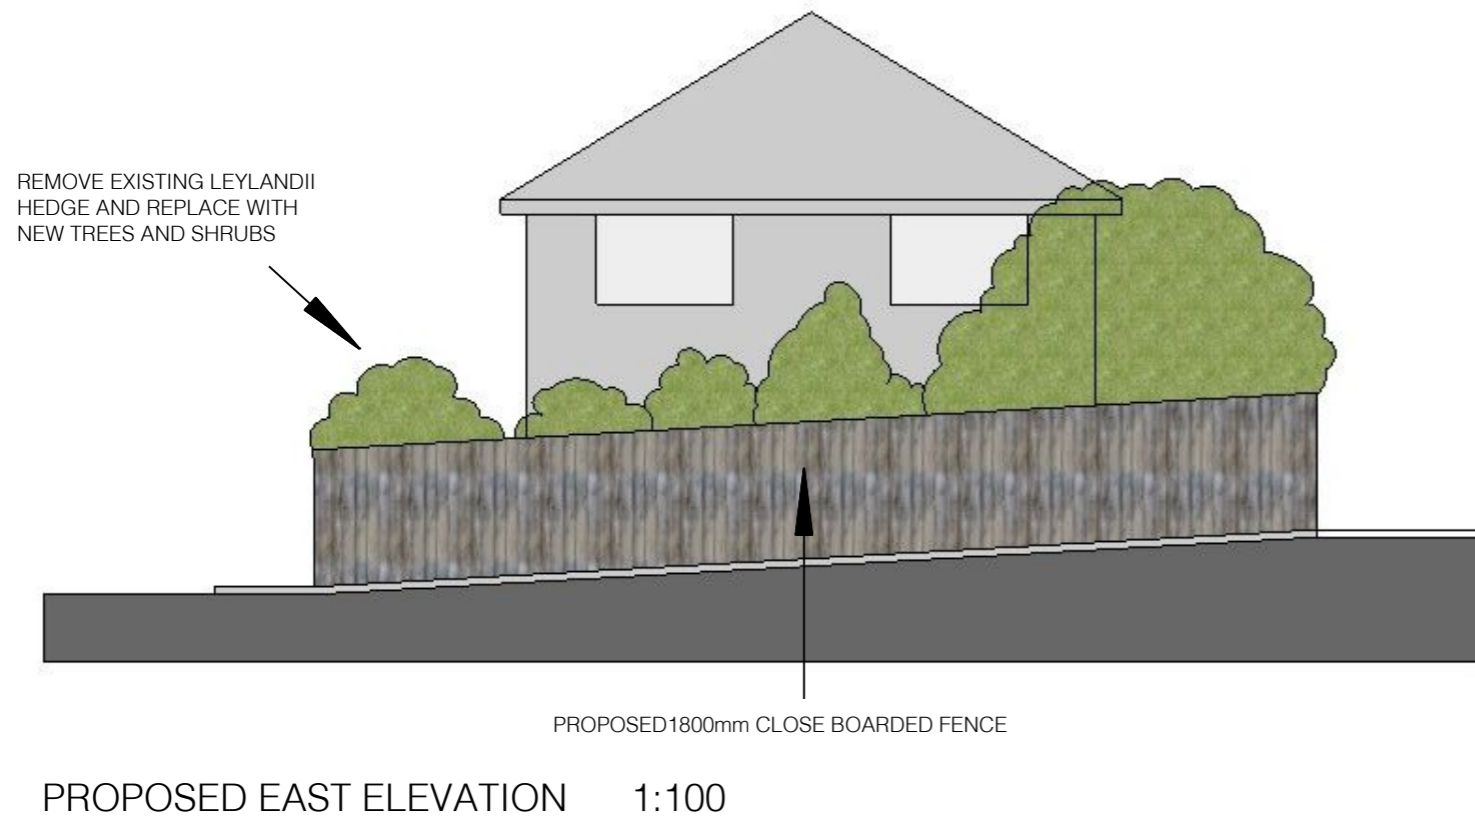 REMOVE EXISTING LEYLANDII
HEDGE AND REPLACE WITH
NEW TREES AND SHRUBS
PROPOSED1800mm CLOSE BOARDED FENCE
PROPOSED EAST ELEVATION 1:100